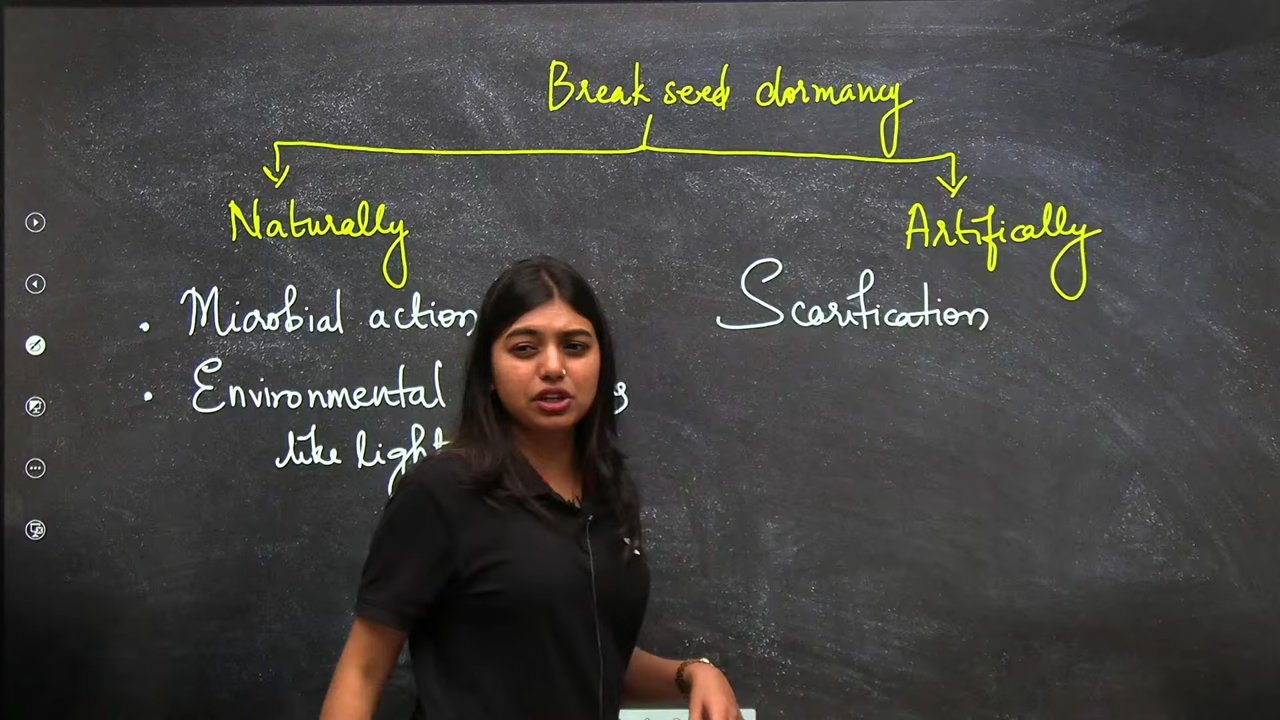 Break seed dormancy
Naturally
Artifically
• Microbial action
Scarification
• Environmental
like light